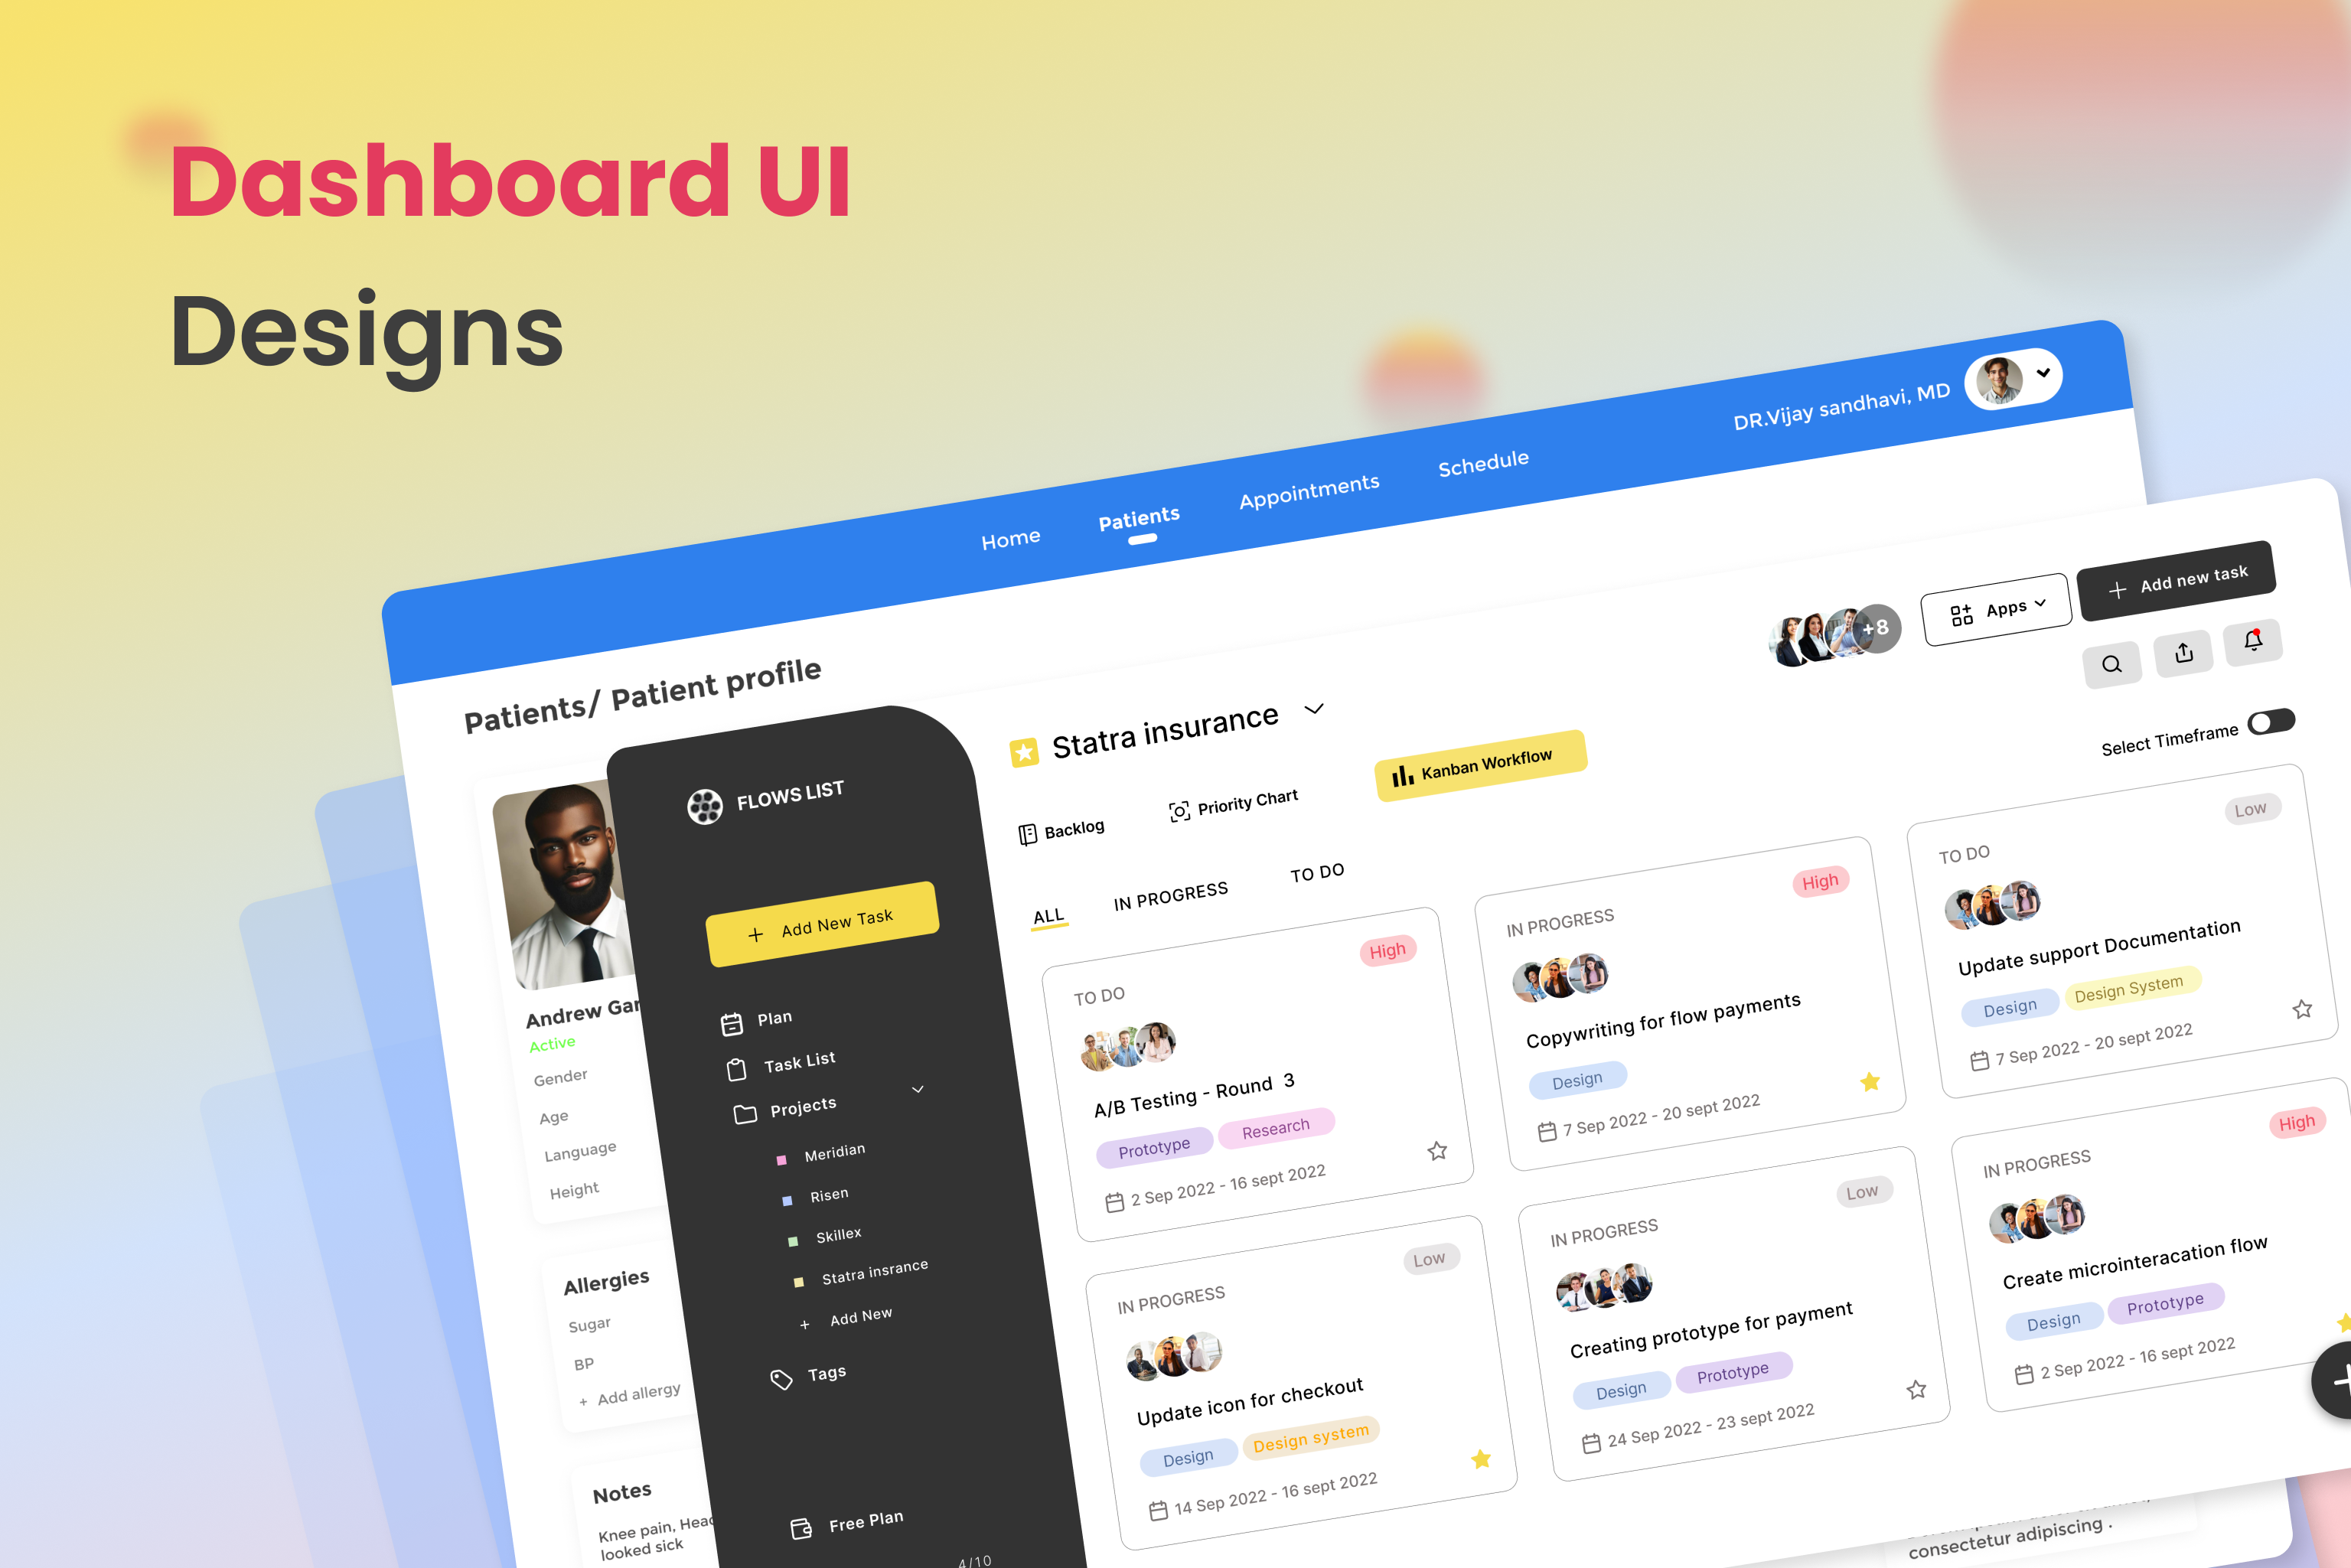 Dashboard UI
Designs
Home
Patients
Appointments
Schedule
DR.Vijay sandhavi, MD
Patients/ Patient profile
Andrew
Active
Gender
Age
Language
Height
Allergies
Sugar
BP
+ Add allergy
Notes
Knee pain,
looked sick
FLOWS LIST
+ Add New Task
Plan
Task List
Projects
Meridian
Risen
Skillex
Statra insrance
+ Add New
Tags
Free Plan
4/10
Statra insurance
+8
Apps
+ Add new task
Select Timeframe
Backlog
Priority Chart
Kanban Workflow
ALL
IN PROGRESS
TO DO
High
TO DO
A/B Testing - Round 3
Prototype
Research
2 Sep 2022 - 16 sept 2022
High
IN PROGRESS
Copywriting for flow payments
Design
7 Sep 2022 - 20 sept 2022
Low
TO DO
Update support Documentation
Design
Design System
7 Sep 2022 - 20 sept 2022
Low
IN PROGRESS
Update icon for checkout
Design
Design system
14 Sep 2022 - 16 sept 2022
Low
IN PROGRESS
Creating prototype for payment
Design
Prototype
24 Sep 2022 - 23 sept 2022
High
IN PROGRESS
Create microinteracation flow
Design
Prototype
2 Sep 2022 - 16 sept 2022
consectetur adipiscing .